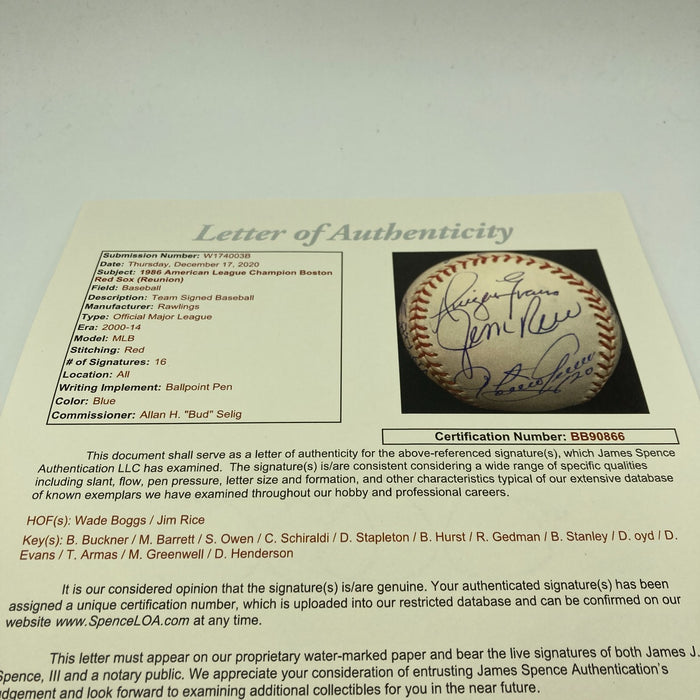 Letter of Authenticity
Submission Number: W174003B
Date: Thursday, December 17, 2020
Subject: 1986 American League Champion Boston
Red Sox (Reunion)
Field: Baseball
Description: Team Signed Baseball
Manufacturer: Rawlings
Type: Official Major League
Era: 2000-14
Model: MLB
Stitching: Red
# of Signatures: 16
Location: All
Writing Implement: Ballpoint Pen
Color: Blue
Commissioner: Allan H. "Bud" Selig
Dwight Evans
Jim Rice
20
Certification Number: BB90866
This document shall serve as a letter of authenticity for the above-referenced signature(s), which James Spence
Authentication LLC has examined. The signature(s) is/are consistent considering a wide range of specific qualities
including slant, flow, pen pressure, letter size and formation, and other characteristics typical of our extensive database
of known exemplars we have examined throughout our hobby and professional careers.
HOF(s): Wade Boggs / Jim Rice
Key(s): B. Buckner / M. Barrett / S. Owen / C. Schiraldi / D. Stapleton / B. Hurst / R. Gedman / B. Stanley / D. oyd / D.
Evans / T. Armas / M. Greenwell / D. Henderson
It is our considered opinion that the signature(s) is/are genuine. Your authenticated signature(s) has been
assigned a unique certification number, which is uploaded into our restricted database and can be confirmed on our
website www.SpenceLOA.com at any time.
This letter must appear on our proprietary water-marked paper and bear the live signatures of both James J.
Spence, III and a notary public. We appreciate your consideration of entrusting James Spence Authentication's
udgement and look forward to examining additional collectibles for you in the near future.